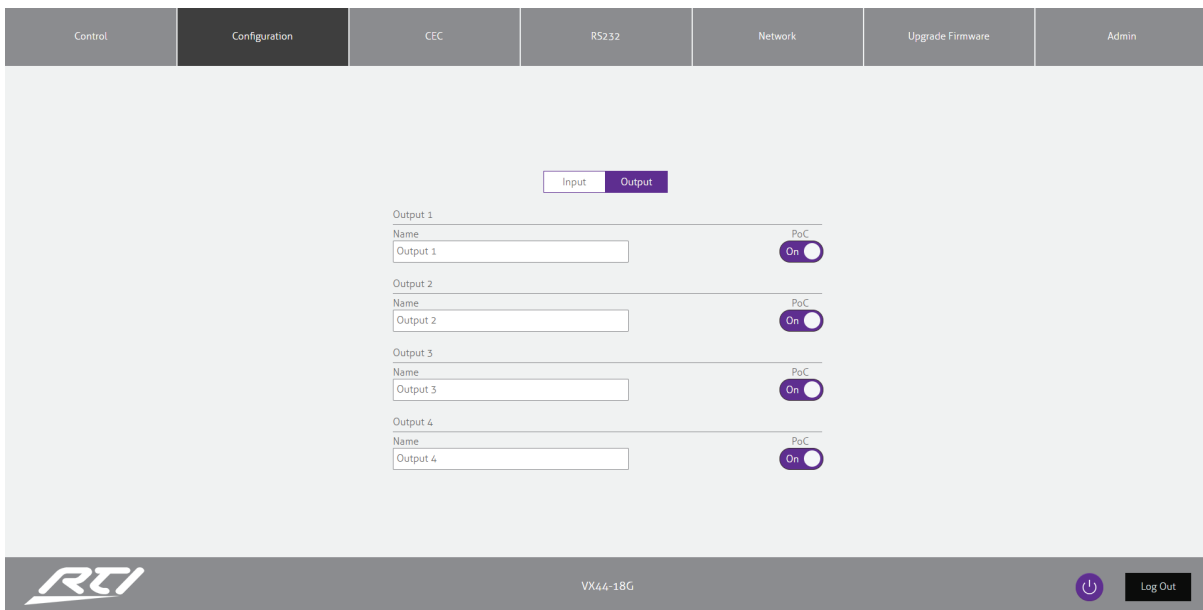 Control Configuration CEC RS232 Network Upgrade Firmware Admin
Input Output
Output 1
Name PoC
Output 1 On
Output 2
Name PoC
Output 2 On
Output 3
Name PoC
Output 3 On
Output 4
Name PoC
Output 4 On
RTI VX44-18G Log Out